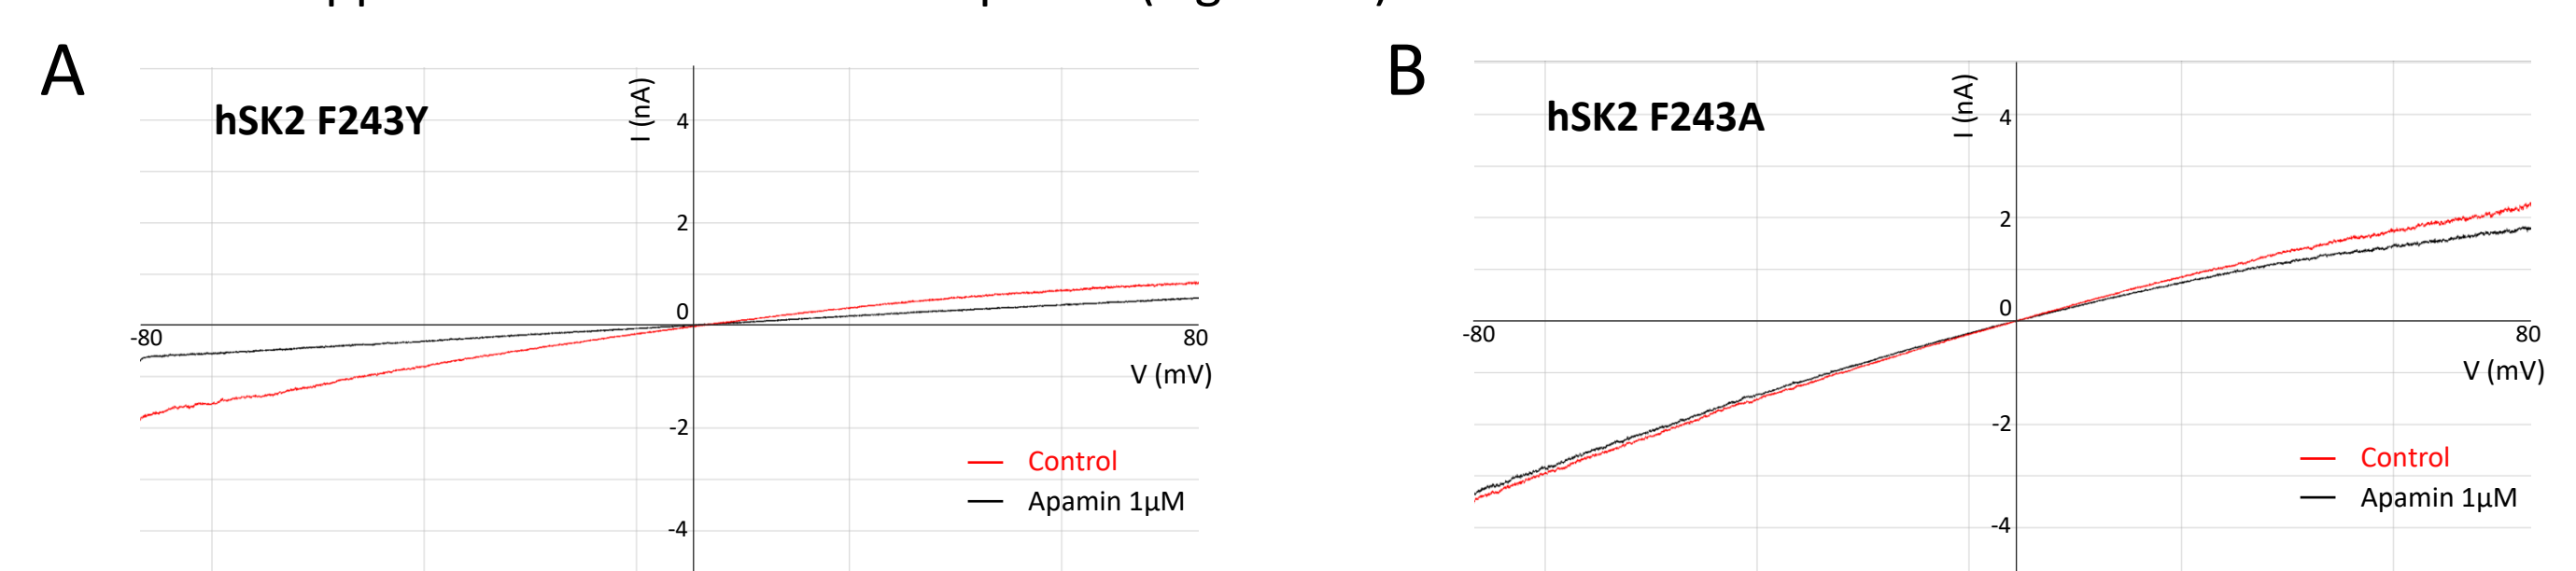 A
hSK2 F243Y
I (nA)
4
2
0
-80
80
V (mV)
-2
Control
Apamin 1µM
-4
B
hSK2 F243A
I (nA)
4
2
0
-80
80
V (mV)
-2
Control
Apamin 1µM
-4